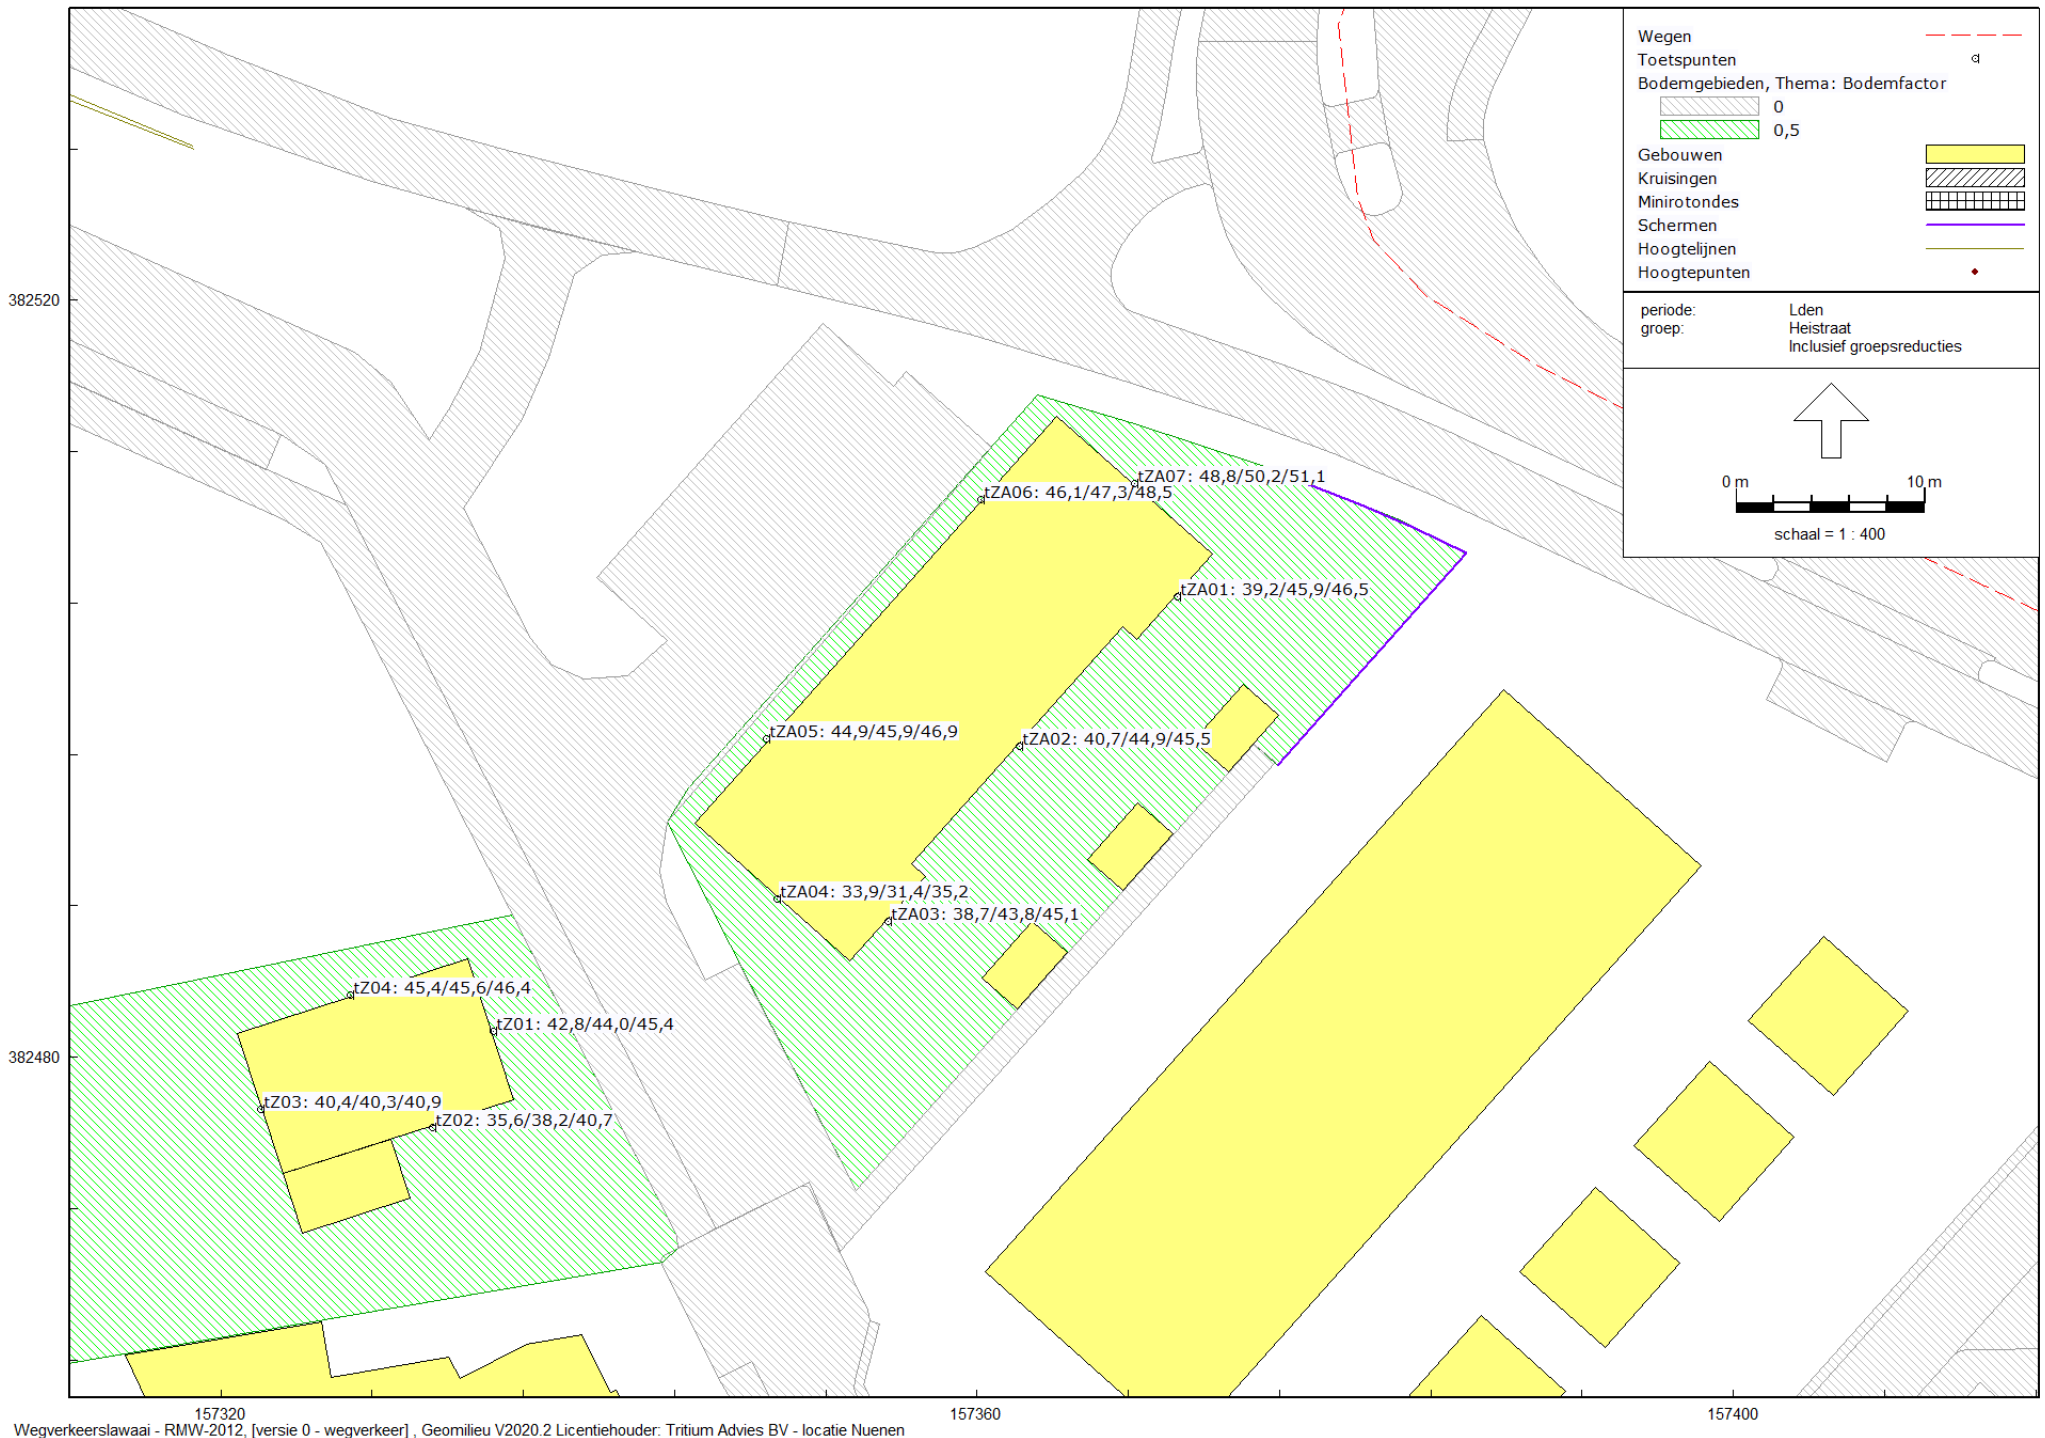 Wegen
Toetspunten
Bodemgebieden, Thema: Bodemfactor
0
0,5
Gebouwen
Kruisingen
Minirotondes
Schermen
Hoogtelijnen
Hoogtepunten
periode: Lden
groep: Heistraat
Inclusief groepsreducties
0 m 10 m
schaal = 1 : 400
382520
tZA07: 48,8/50,2/51,1
tZA06: 46,1/47,3/48,5
tZA01: 39,2/45,9/46,5
tZA05: 44,9/45,9/46,9
tZA02: 40,7/44,9/45,5
tZA04: 33,9/31,4/35,2
tZA03: 38,7/43,8/45,1
tZ04: 45,4/45,6/46,4
tZ01: 42,8/44,0/45,4
382480
tZ03: 40,4/40,3/40,9
tZ02: 35,6/38,2/40,7
157320 157360 157400
Wegverkeerslawaai - RMW-2012, [versie 0 - wegverkeer] , Geomilieu V2020.2 Licentiehouder: Tritium Advies BV - locatie Nuenen